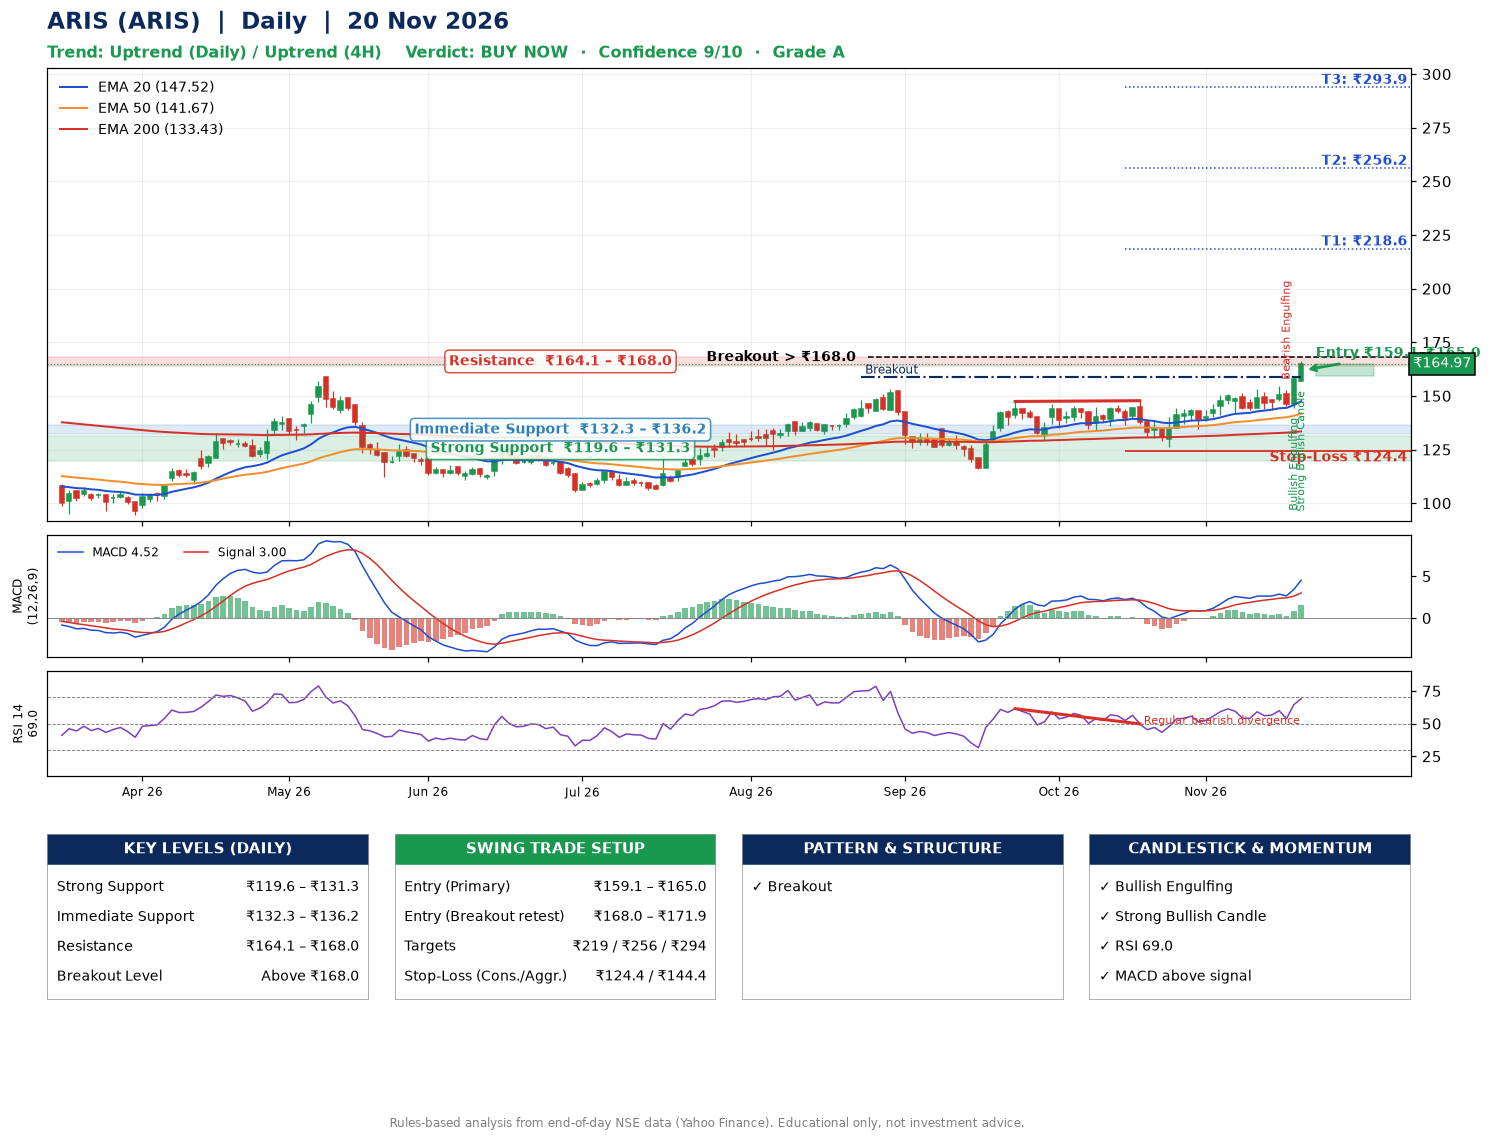 ARIS (ARIS)  |  Daily  |  20 Nov 2026
Trend: Uptrend (Daily) / Uptrend (4H)    Verdict: BUY NOW  ·  Confidence 9/10  ·  Grade A
EMA 20 (147.52)
EMA 50 (141.67)
EMA 200 (133.43)
T3: ₹293.9
T2: ₹256.2
T1: ₹218.6
300
275
250
225
200
175
150
125
100
Bearish Engulfing
Resistance  ₹164.1 – ₹168.0
Breakout > ₹168.0
Entry ₹159.1–₹165.0
₹164.97
Breakout
Immediate Support  ₹132.3 – ₹136.2
Strong Support  ₹119.6 – ₹131.3
Stop-Loss ₹124.4
Bullish Engulfing
Strong Bullish Candle
MACD 4.52
Signal 3.00
MACD
(12,26,9)
5
0
RSI 14
69.0
Regular bearish divergence
75
50
25
Apr 26
May 26
Jun 26
Jul 26
Aug 26
Sep 26
Oct 26
Nov 26
KEY LEVELS (DAILY)
Strong Support  ₹119.6 – ₹131.3
Immediate Support  ₹132.3 – ₹136.2
Resistance  ₹164.1 – ₹168.0
Breakout Level  Above ₹168.0
SWING TRADE SETUP
Entry (Primary)  ₹159.1 – ₹165.0
Entry (Breakout retest)  ₹168.0 – ₹171.9
Targets  ₹219 / ₹256 / ₹294
Stop-Loss (Cons./Aggr.)  ₹124.4 / ₹144.4
PATTERN & STRUCTURE
✓ Breakout
CANDLESTICK & MOMENTUM
✓ Bullish Engulfing
✓ Strong Bullish Candle
✓ RSI 69.0
✓ MACD above signal
Rules-based analysis from end-of-day NSE data (Yahoo Finance). Educational only, not investment advice.